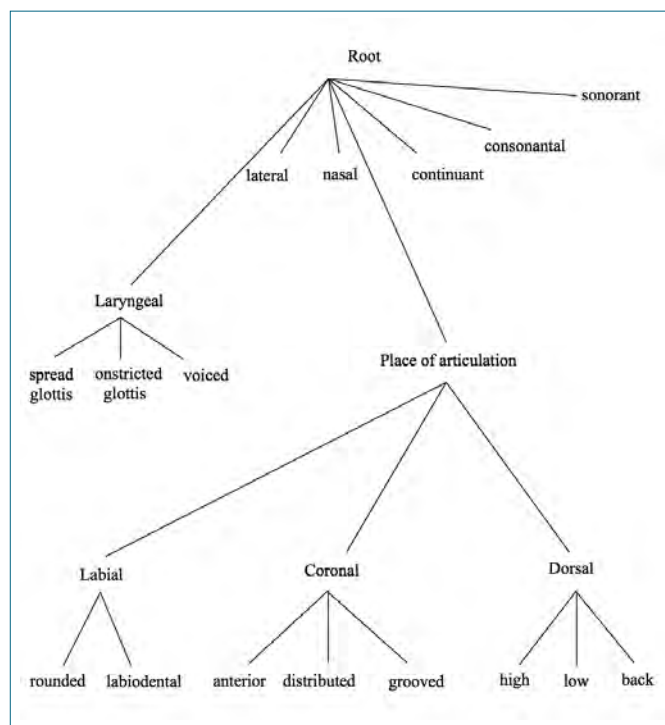 Root
sonorant
consonantal
lateral nasal continuant
Laryngeal
Place of articulation
spread onstricted voiced
glottis glottis
Labial Coronal Dorsal
rounded labiodental anterior distributed grooved high low back